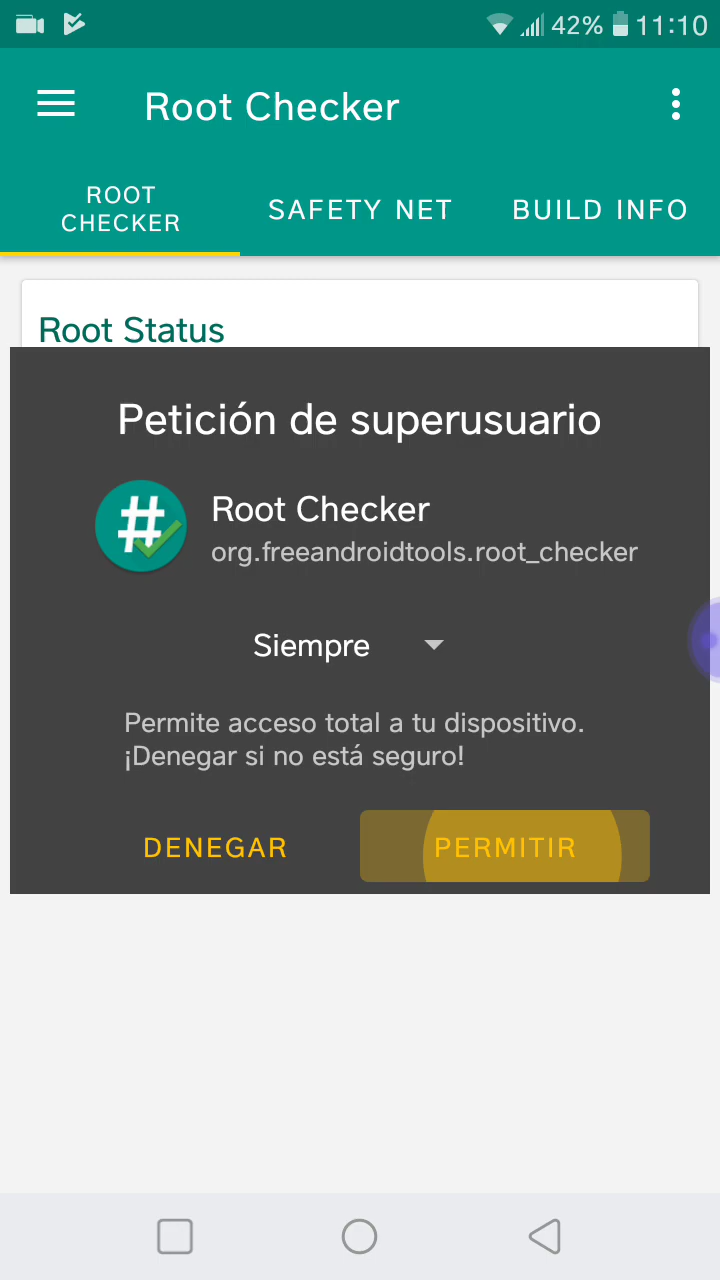 42% 11:10
Root Checker
ROOT
CHECKER
SAFETY NET
BUILD INFO
Root Status
Petición de superusuario
Root Checker
org.freeandroidtools.root_checker
Siempre
Permite acceso total a tu dispositivo.
¡Denegar si no está seguro!
DENEGAR
PERMITIR